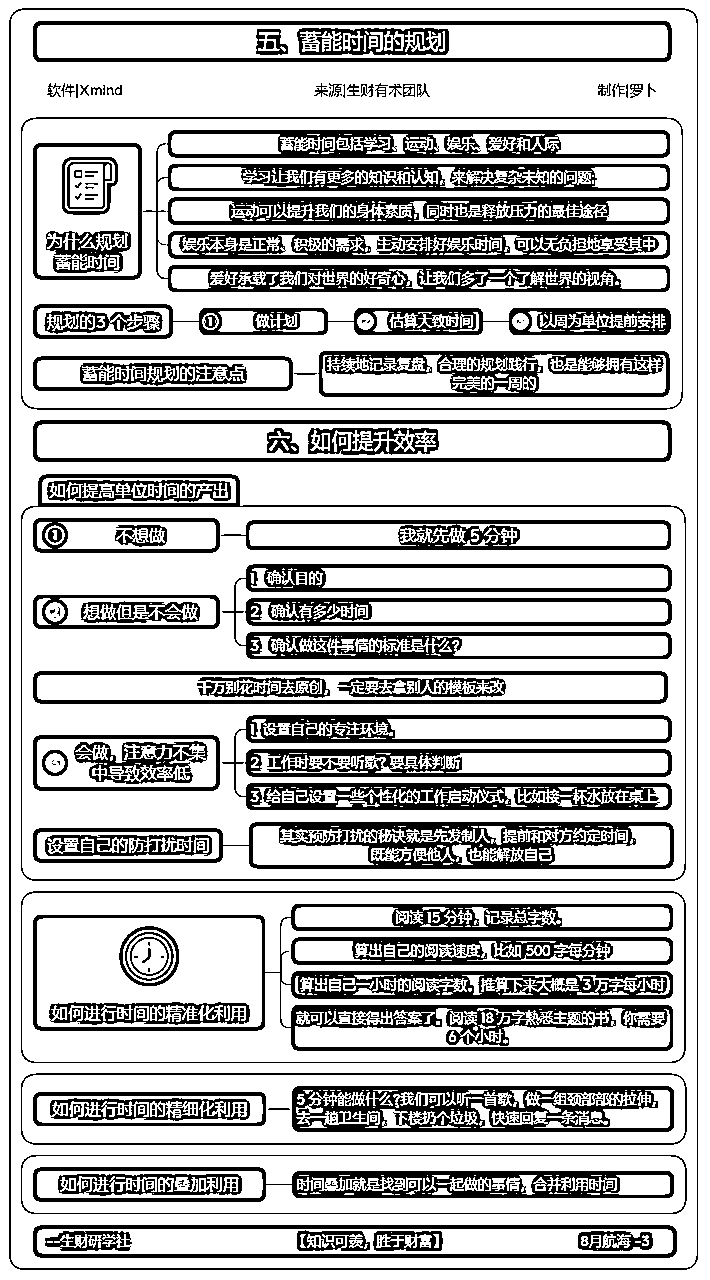 五、蓄能时间的规划
软件|Xmind
来源|生财有术团队
制作|罗卜
为什么规划
蓄能时间
蓄能时间包括学习、运动、娱乐、爱好和人际
学习让我们有更多的知识和认知，来解决复杂未知的问题
运动可以提升我们的身体素质，同时也是释放压力的最佳途径
娱乐本身是正常、积极的需求，主动安排好娱乐时间，可以无负担地享受其中
爱好承载了我们对世界的好奇心，让我们多了一个了解世界的视角。
规划的3个步骤
① 做计划
估算大致时间
以周为单位提前安排
蓄能时间规划的注意点
持续地记录复盘，合理的规划践行，也是能够拥有这样
完美的一周的
六、如何提升效率
如何提高单位时间的产出
① 不想做
我就先做 5 分钟
想做但是不会做
1. 确认目的
2. 确认有多少时间
3. 确认做这件事情的标准是什么？
千万别花时间去原创，一定要去拿别人的模板来改
会做，注意力不集
中导致效率低
1. 设置自己的专注环境。
2. 工作时要不要听歌？要具体判断
3. 给自己设置一些个性化的工作启动仪式，比如接一杯水放在桌上
设置自己的防打扰时间
其实预防打扰的秘诀就是先发制人，提前和对方约定时间，
既能方便他人，也能解放自己
如何进行时间的精准化利用
阅读 15 分钟，记录总字数。
算出自己的阅读速度，比如 500 字每分钟
算出自己一小时的阅读字数。推算下来大概是 3 万字每小时
就可以直接得出答案了。阅读 18 万字熟悉主题的书，你需要
6 个小时。
如何进行时间的精细化利用
5 分钟能做什么？我们可以听一首歌，做一组颈部部的拉伸，
去一趟卫生间，下楼扔个垃圾，快速回复一条消息。
如何进行时间的叠加利用
时间叠加就是找到可以一起做的事情，合并利用时间
—生财研学社
【知识可羡，胜于财富】
8月航海 -3